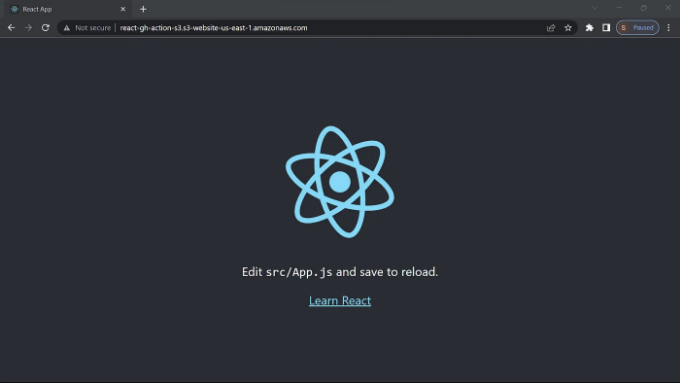 React App
Not secure | react-gh-action-s3.s3-website-us-east-1.amazonaws.com
S Paused
Edit src/App.js and save to reload.
Learn React